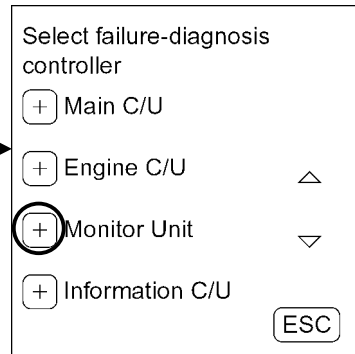 Select failure-diagnosis
controller
+ Main C/U
+ Engine C/U
+ Monitor Unit
+ Information C/U
ESC